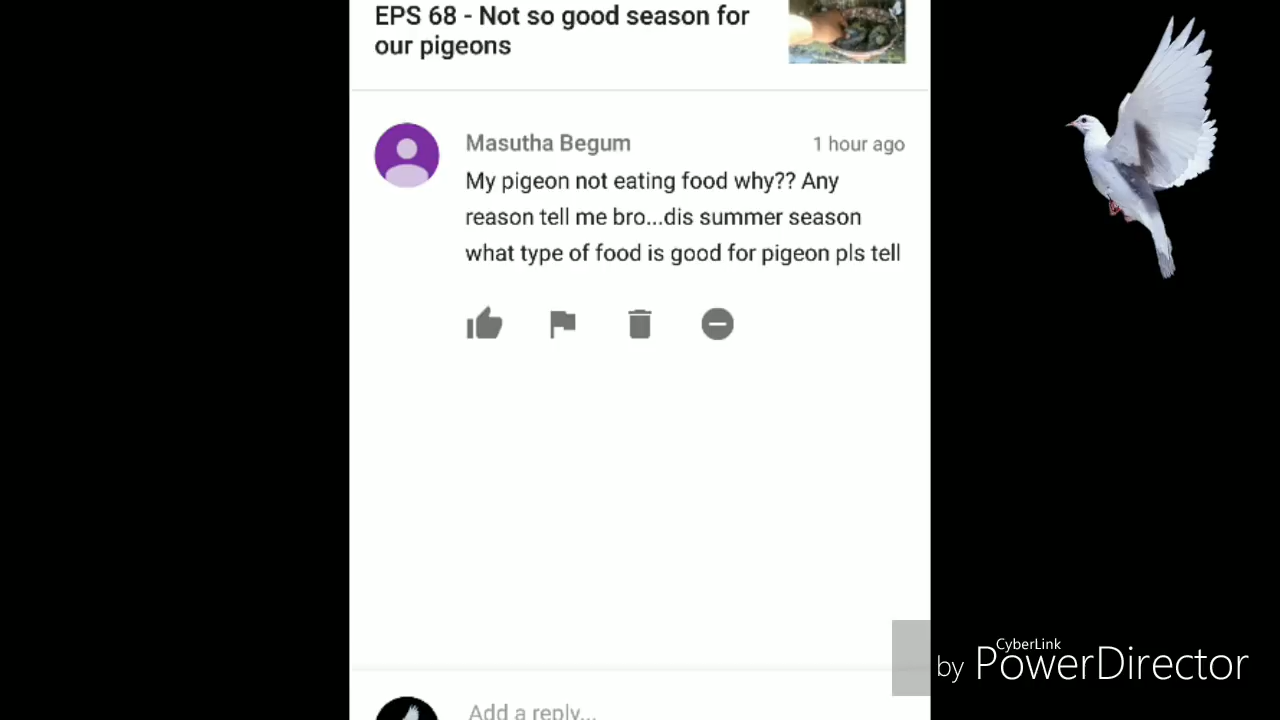 EPS 68 - Not so good season for
our pigeons
Masutha Begum
1 hour ago
My pigeon not eating food why?? Any
reason tell me bro...dis summer season
what type of food is good for pigeon pls tell
Add a reply...
by CyberLink PowerDirector